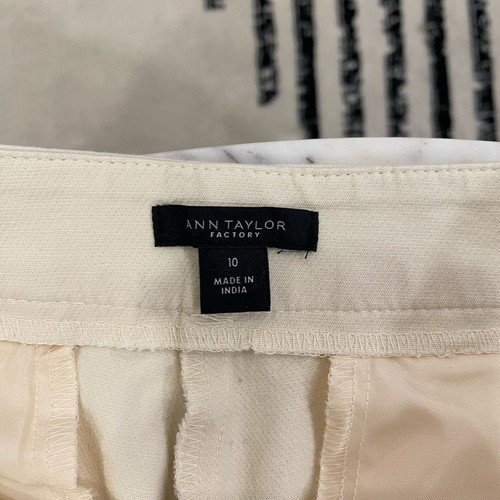 ANN TAYLOR
FACTORY
10
MADE IN
INDIA